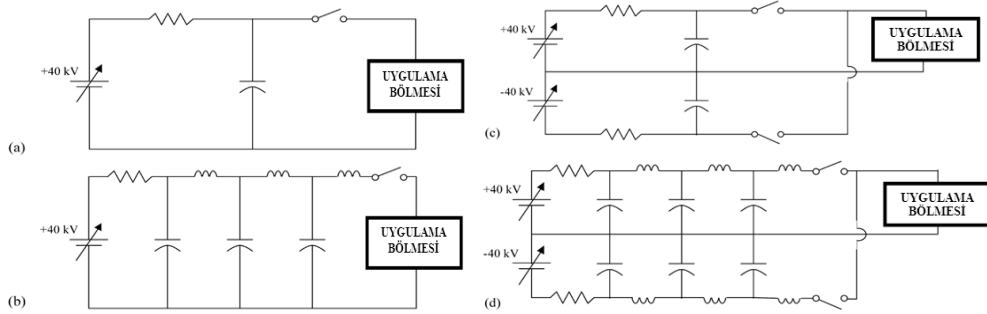 +40 kV
UYGULAMA
BÖLMESİ
(a)
+40 kV
UYGULAMA
BÖLMESİ
(b)
+40 kV
-40 kV
UYGULAMA
BÖLMESİ
(c)
+40 kV
-40 kV
UYGULAMA
BÖLMESİ
(d)